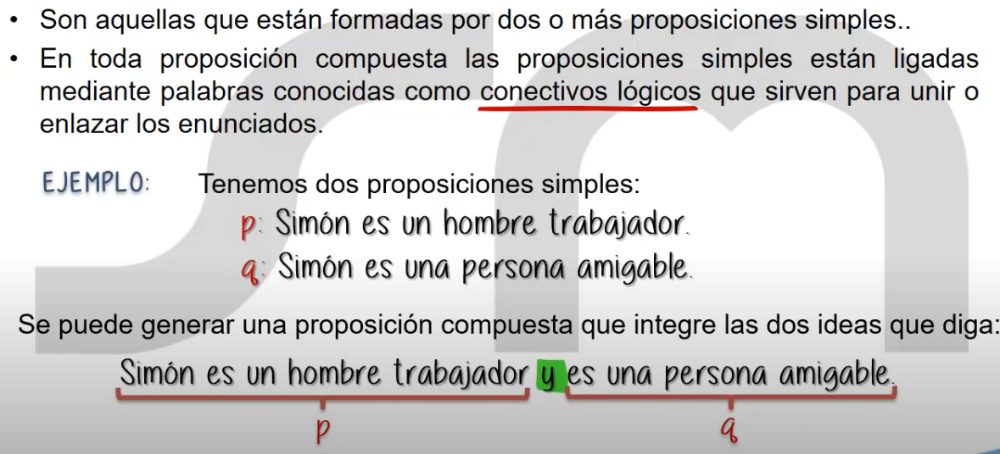 • Son aquellas que están formadas por dos o más proposiciones simples..
• En toda proposición compuesta las proposiciones simples están ligadas
mediante palabras conocidas como conectivos lógicos que sirven para unir o
enlazar los enunciados.
EJEMPLO: Tenemos dos proposiciones simples:
p: Simón es un hombre trabajador.
q: Simón es una persona amigable.
Se puede generar una proposición compuesta que integre las dos ideas que diga:
Simón es un hombre trabajador y es una persona amigable.
p q